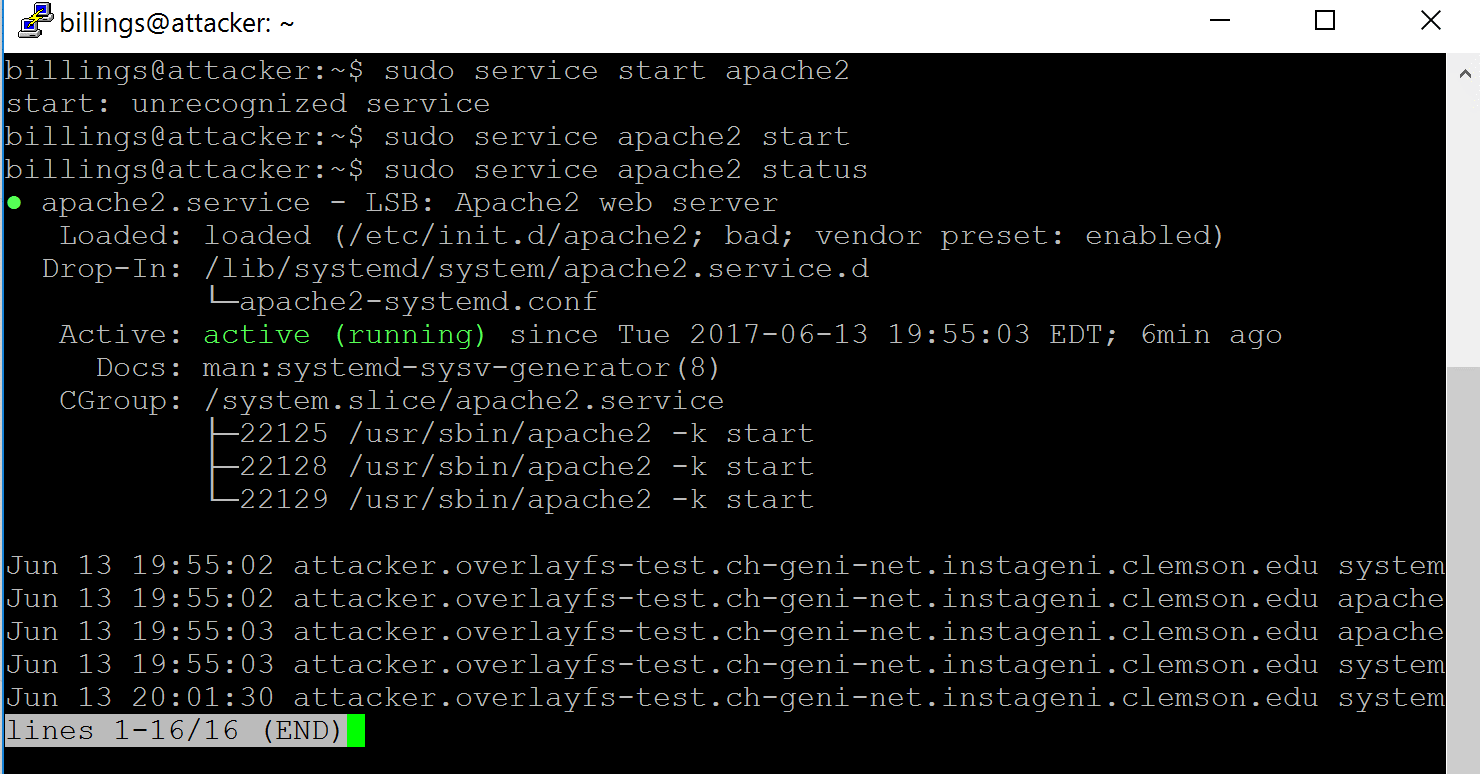 billings@attacker: ~
billings@attacker:~$ sudo service start apache2
start: unrecognized service
billings@attacker:~$ sudo service apache2 start
billings@attacker:~$ sudo service apache2 status
● apache2.service - LSB: Apache2 web server
   Loaded: loaded (/etc/init.d/apache2; bad; vendor preset: enabled)
  Drop-In: /lib/systemd/system/apache2.service.d
           └─apache2-systemd.conf
   Active: active (running) since Tue 2017-06-13 19:55:03 EDT; 6min ago
     Docs: man:systemd-sysv-generator(8)
   CGroup: /system.slice/apache2.service
           ├─22125 /usr/sbin/apache2 -k start
           ├─22128 /usr/sbin/apache2 -k start
           └─22129 /usr/sbin/apache2 -k start
Jun 13 19:55:02 attacker.overlayfs-test.ch-geni-net.instageni.clemson.edu system
Jun 13 19:55:02 attacker.overlayfs-test.ch-geni-net.instageni.clemson.edu apache
Jun 13 19:55:03 attacker.overlayfs-test.ch-geni-net.instageni.clemson.edu apache
Jun 13 19:55:03 attacker.overlayfs-test.ch-geni-net.instageni.clemson.edu system
Jun 13 20:01:30 attacker.overlayfs-test.ch-geni-net.instageni.clemson.edu system
lines 1-16/16 (END)